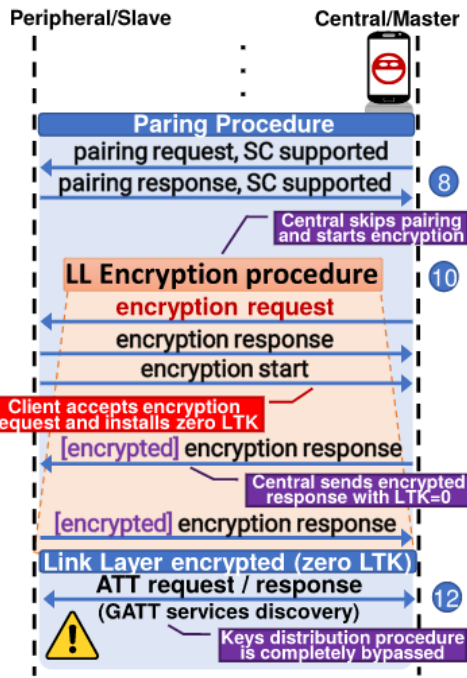 Peripheral/Slave
Central/Master
Paring Procedure
pairing request, SC supported
pairing response, SC supported
8
Central skips pairing
and starts encryption
LL Encryption procedure
10
encryption request
encryption response
encryption start
Client accepts encryption
request and installs zero LTK
[encrypted] encryption response
Central sends encrypted
response with LTK=0
[encrypted] encryption response
Link Layer encrypted (zero LTK)
ATT request / response
12
(GATT services discovery)
Keys distribution procedure
is completely bypassed